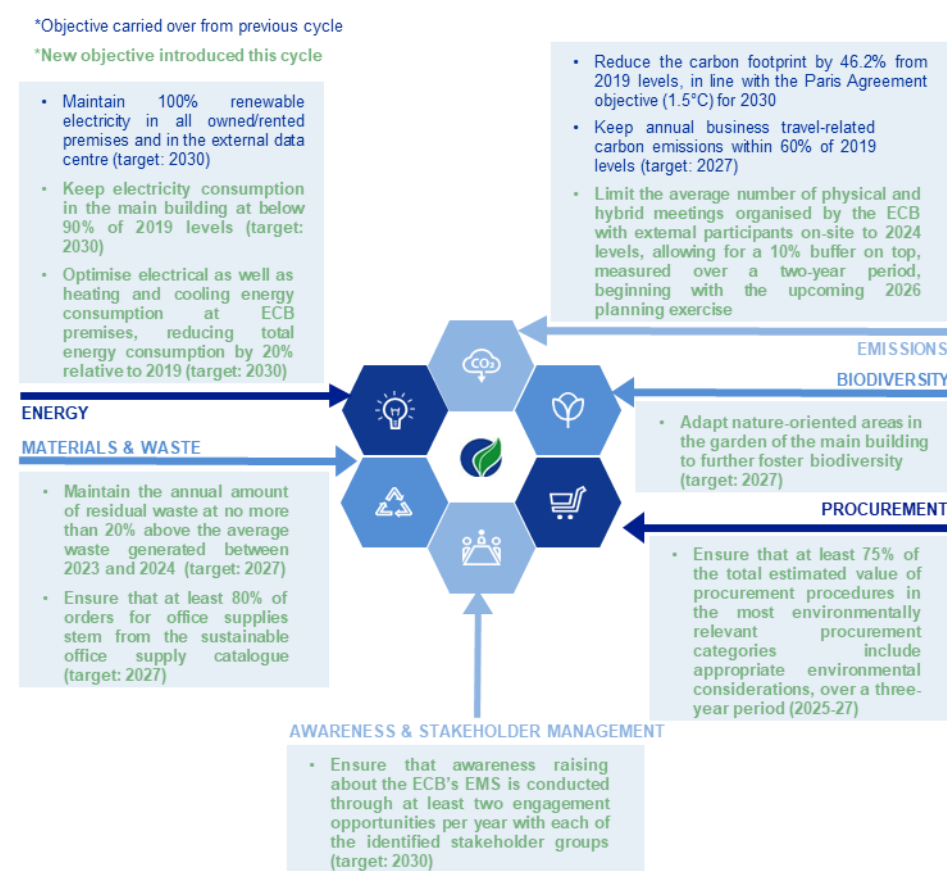 *Objective carried over from previous cycle
*New objective introduced this cycle
• Maintain 100% renewable
electricity in all owned/rented
premises and in the external data
centre (target: 2030)
• Keep electricity consumption
in the main building at below
90% of 2019 levels (target:
2030)
• Optimise electrical as well as
heating and cooling energy
consumption at ECB
premises, reducing total
energy consumption by 20%
relative to 2019 (target: 2030)
ENERGY
• Reduce the carbon footprint by 46.2% from
2019 levels, in line with the Paris Agreement
objective (1.5°C) for 2030
• Keep annual business travel-related
carbon emissions within 60% of 2019
levels (target: 2027)
• Limit the average number of physical and
hybrid meetings organised by the ECB
with external participants on-site to 2024
levels, allowing for a 10% buffer on top,
measured over a two-year period,
beginning with the upcoming 2026
planning exercise
EMISSIONS
CO₂
BIODIVERSITY
• Adapt nature-oriented areas in
the garden of the main building
to further foster biodiversity
(target: 2027)
MATERIALS & WASTE
• Maintain the annual amount
of residual waste at no more
than 20% above the average
waste generated between
2023 and 2024 (target: 2027)
• Ensure that at least 80% of
orders for office supplies
stem from the sustainable
office supply catalogue
(target: 2027)
PROCUREMENT
• Ensure that at least 75% of
the total estimated value of
procurement procedures in
the most environmentally
relevant procurement
categories include
appropriate environmental
considerations, over a three-
year period (2025-27)
AWARENESS & STAKEHOLDER MANAGEMENT
• Ensure that awareness raising
about the ECB's EMS is conducted
through at least two engagement
opportunities per year with each of
the identified stakeholder groups
(target: 2030)